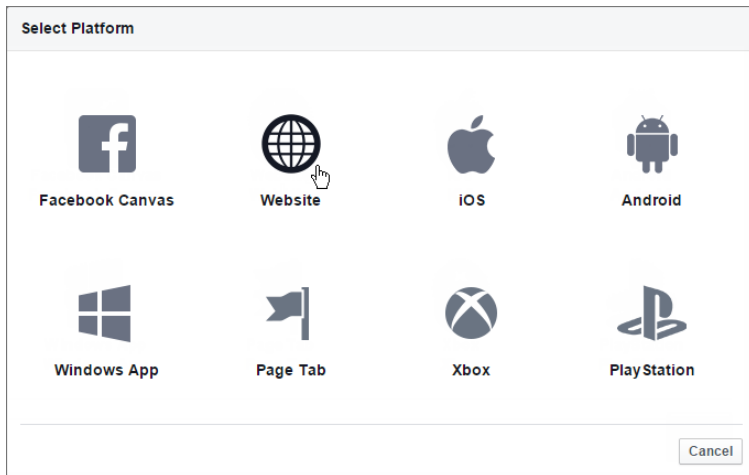 Select Platform
Facebook Canvas
Website
iOS
Android
Windows App
Page Tab
Xbox
PlayStation
Cancel